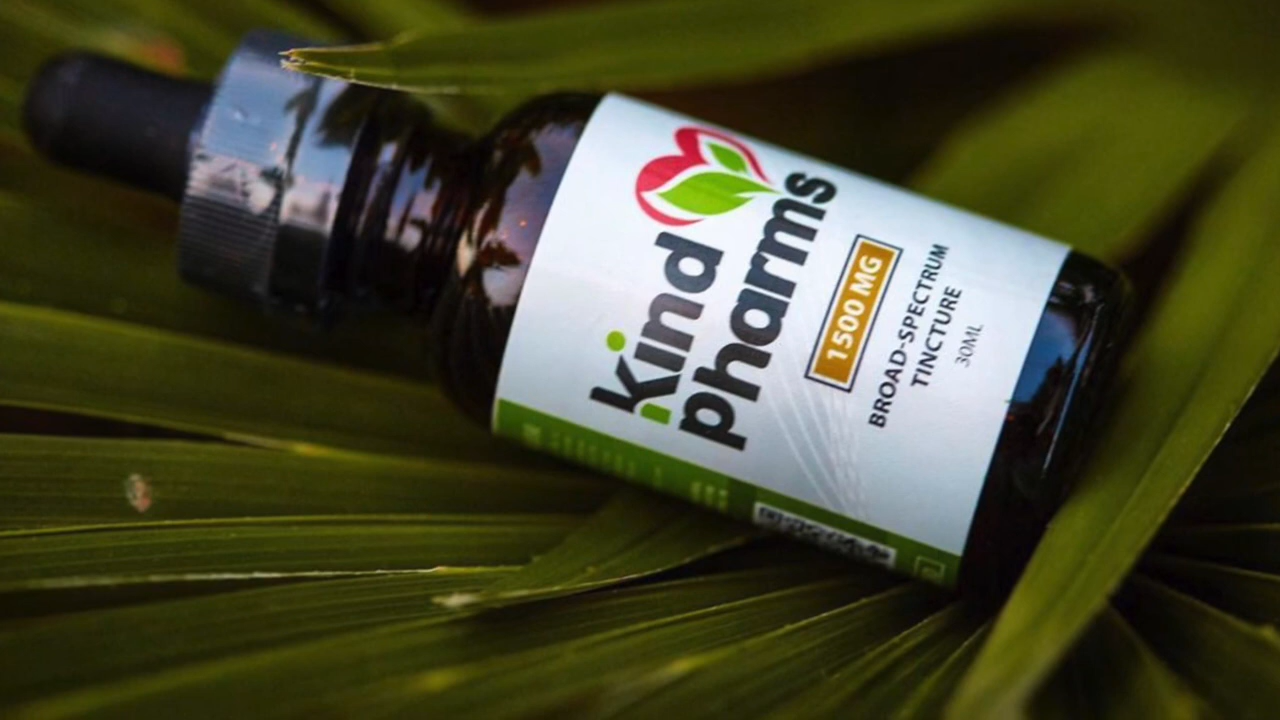 kind
pharms
1500 MG
BROAD-SPECTRUM
TINCTURE
30ML